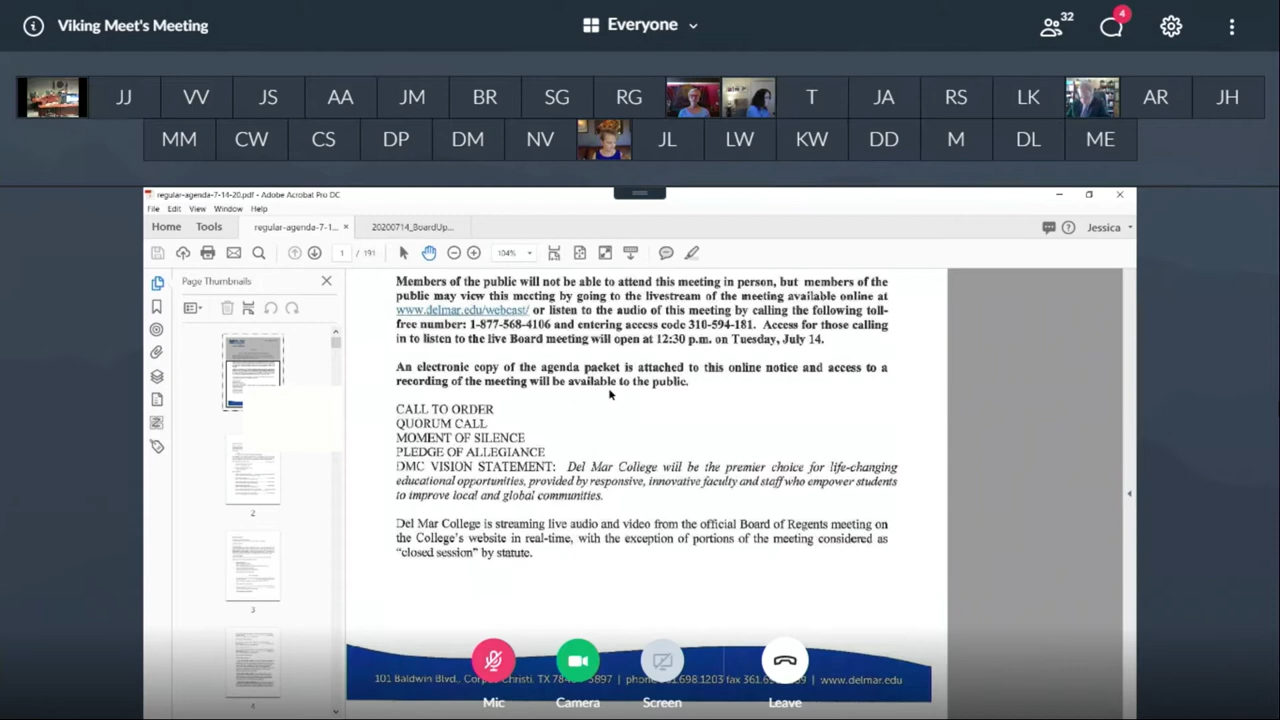 Viking Meet's Meeting
Everyone
32
4
JJ VV JS AA JM BR SG RG T JA RS LK AR JH
MM CW CS DP DM NV JL LW KW DD M DL ME
regular-agenda-7-14-20.pdf - Adobe Acrobat Pro DC
File Edit View Window Help
Home Tools regular-agenda-7-1... × 20200714_BoardUp... Jessica
1 / 191 104%
Page Thumbnails
2
3
4
Members of the public will not be able to attend this meeting in person, but members of the
public may view this meeting by going to the livestream of the meeting available online at
www.delmar.edu/webcast/ or listen to the audio of this meeting by calling the following toll-
free number: 1-877-568-4106 and entering access code 310-594-181. Access for those calling
in to listen to the live Board meeting will open at 12:30 p.m. on Tuesday, July 14.
An electronic copy of the agenda packet is attached to this online notice and access to a
recording of the meeting will be available to the public.
CALL TO ORDER
QUORUM CALL
MOMENT OF SILENCE
PLEDGE OF ALLEGIANCE
DMC VISION STATEMENT: Del Mar College will be the premier choice for life-changing
educational opportunities, provided by responsive, innovative faculty and staff who empower students
to improve local and global communities.
Del Mar College is streaming live audio and video from the official Board of Regents meeting on
the College's website in real-time, with the exception of portions of the meeting considered as
"closed session" by statute.
101 Baldwin Blvd., Corpus Christi, TX | phone 698.1203 fax | www.delmar.edu
Mic Camera Screen Leave